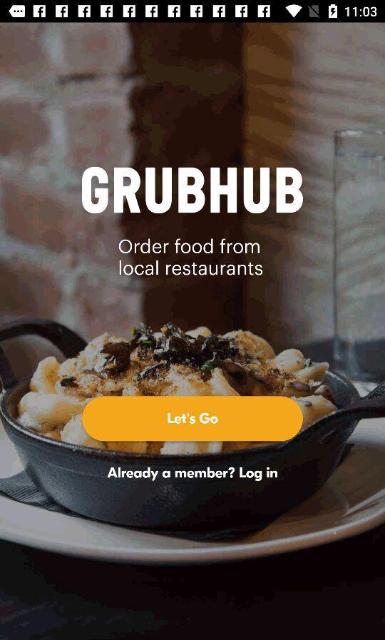 11:03
GRUBHUB
Order food from
local restaurants
Let's Go
Already a member? Log in